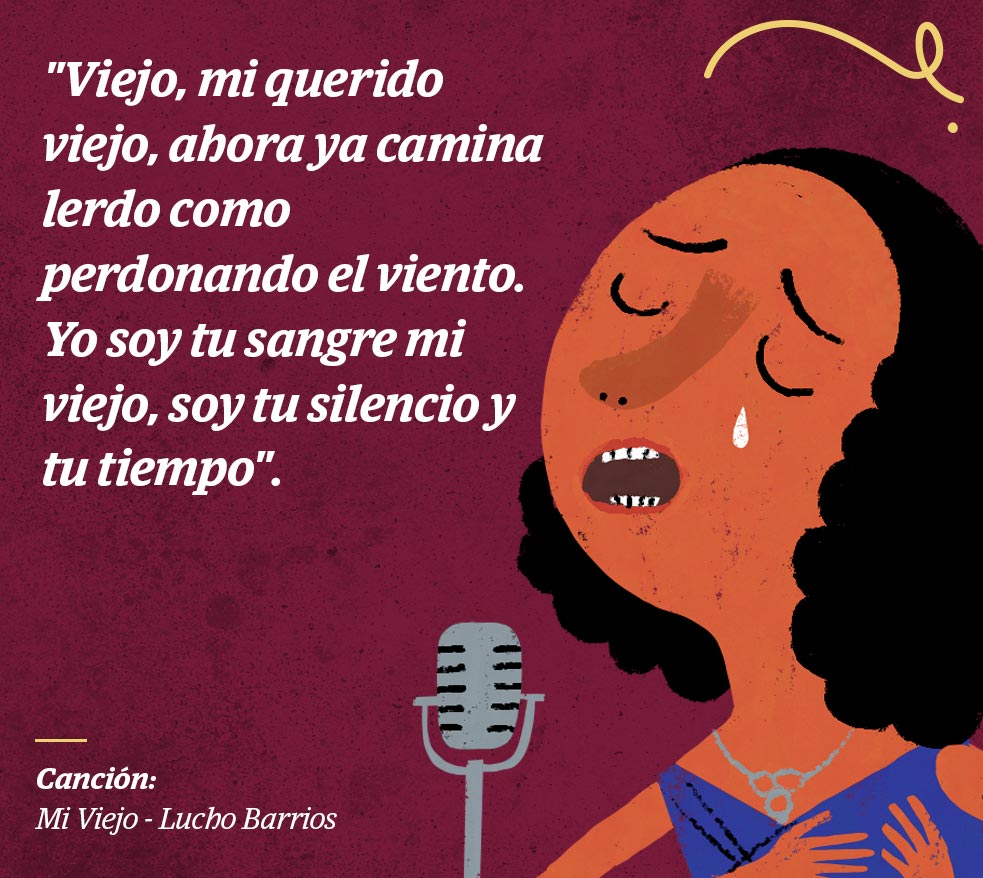 "Viejo, mi querido
viejo, ahora ya camina
lerdo como
perdonando el viento.
Yo soy tu sangre mi
viejo, soy tu silencio y
tu tiempo".
Canción:
Mi Viejo - Lucho Barrios